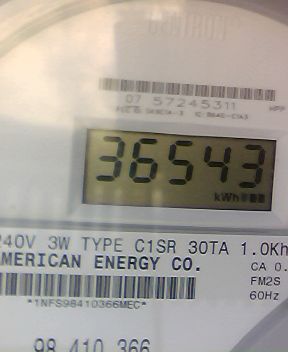 07 57245311
36543
kWh
240V 3W TYPE C1SR 30TA 1.0Kh
AMERICAN ENERGY CO.
CA 0.
FM2S
60Hz
*1NFS98410366MEC*
98 410 366